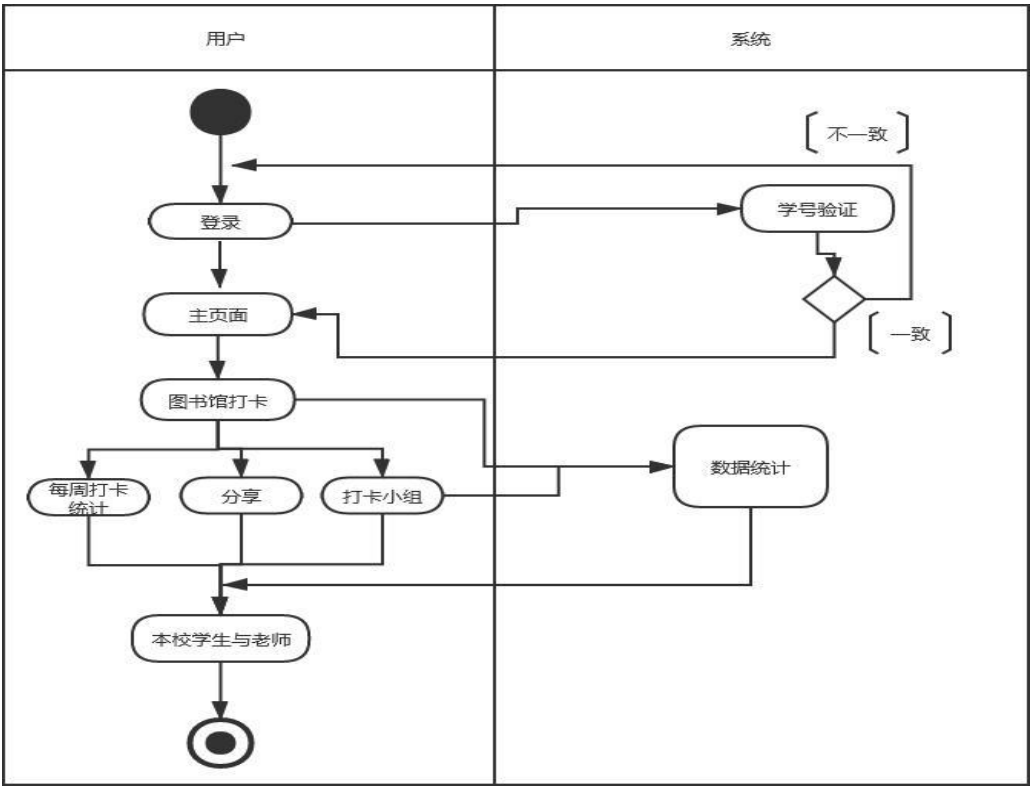 用户
系统
不一致
登录
学号验证
主页面
一致
图书馆打卡
每周打卡
统计
分享
打卡小组
数据统计
本校学生与老师